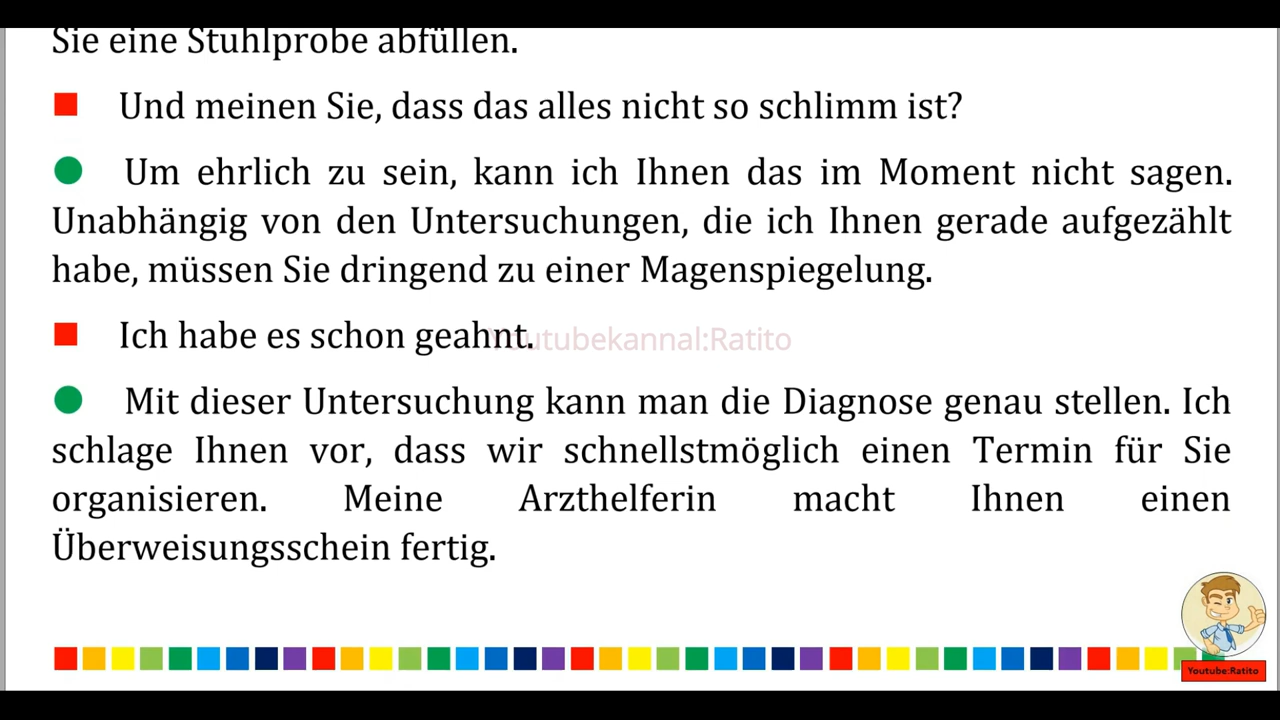 Sie eine Stuhlprobe abfüllen.
Und meinen Sie, dass das alles nicht so schlimm ist?
Um ehrlich zu sein, kann ich Ihnen das im Moment nicht sagen.
Unabhängig von den Untersuchungen, die ich Ihnen gerade aufgezählt
habe, müssen Sie dringend zu einer Magenspiegelung.
Ich habe es schon geahnt.
Youtubekannal:Ratito
Mit dieser Untersuchung kann man die Diagnose genau stellen. Ich
schlage Ihnen vor, dass wir schnellstmöglich einen Termin für Sie
organisieren. Meine Arzthelferin macht Ihnen einen
Überweisungsschein fertig.
Youtube:Ratito